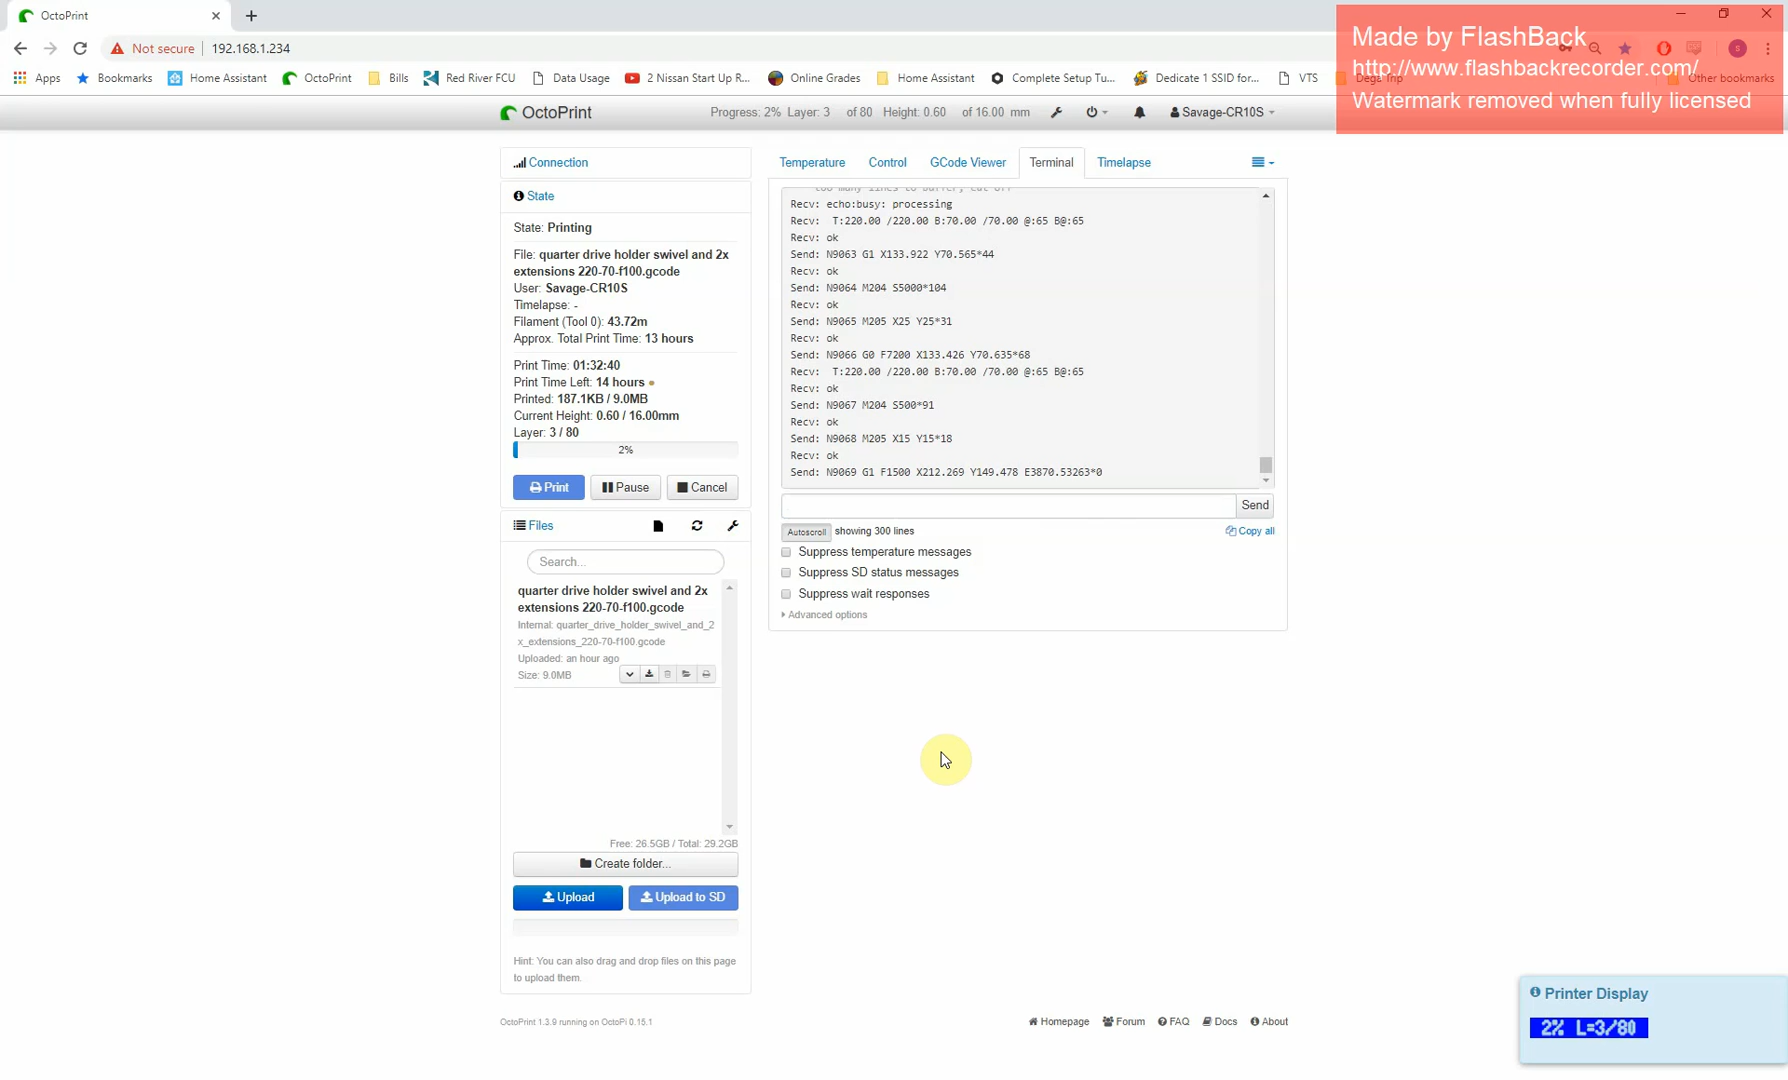 OctoPrint
Made by FlashBack
http://www.flashbackrecorder.com/
Watermark removed when fully licensed
Not secure
192.168.1.234
S
Apps
Bookmarks
Home Assistant
OctoPrint
Bills
Red River FCU
Data Usage
2 Nissan Start Up R...
Online Grades
Home Assistant
Complete Setup Tu...
Dedicate 1 SSID for...
VTS
Dega Trip
Other bookmarks
OctoPrint
Progress: 2% Layer: 3 of 80 Height: 0.60 of 16.00 mm
Savage-CR10S
Connection
State
State: Printing
File: quarter drive holder swivel and 2x
extensions 220-70-f100.gcode
User: Savage-CR10S
Timelapse: -
Filament (Tool 0): 43.72m
Approx. Total Print Time: 13 hours
Print Time: 01:32:40
Print Time Left: 14 hours
Printed: 187.1KB / 9.0MB
Current Height: 0.60 / 16.00mm
Layer: 3 / 80
2%
Print
Pause
Cancel
Files
Search...
quarter drive holder swivel and 2x
extensions 220-70-f100.gcode
Internal: quarter_drive_holder_swivel_and_2
x_extensions_220-70-f100.gcode
Uploaded: an hour ago
Size: 9.0MB
Free: 26.5GB / Total: 29.2GB
Create folder...
Upload
Upload to SD
Hint: You can also drag and drop files on this page
to upload them.
Temperature
Control
GCode Viewer
Terminal
Timelapse
too many lines to buffer, cut off
Recv: echo:busy: processing
Recv:  T:220.00 /220.00 B:70.00 /70.00 @:65 B@:65
Recv: ok
Send: N9063 G1 X133.922 Y70.565*44
Recv: ok
Send: N9064 M204 S5000*104
Recv: ok
Send: N9065 M205 X25 Y25*31
Recv: ok
Send: N9066 G0 F7200 X133.426 Y70.635*68
Recv:  T:220.00 /220.00 B:70.00 /70.00 @:65 B@:65
Recv: ok
Send: N9067 M204 S500*91
Recv: ok
Send: N9068 M205 X15 Y15*18
Recv: ok
Send: N9069 G1 F1500 X212.269 Y149.478 E3870.53263*0
Send
Autoscroll
showing 300 lines
Copy all
Suppress temperature messages
Suppress SD status messages
Suppress wait responses
Advanced options
OctoPrint 1.3.9 running on OctoPi 0.15.1
Homepage
Forum
FAQ
Docs
About
Printer Display
2% L=3/80